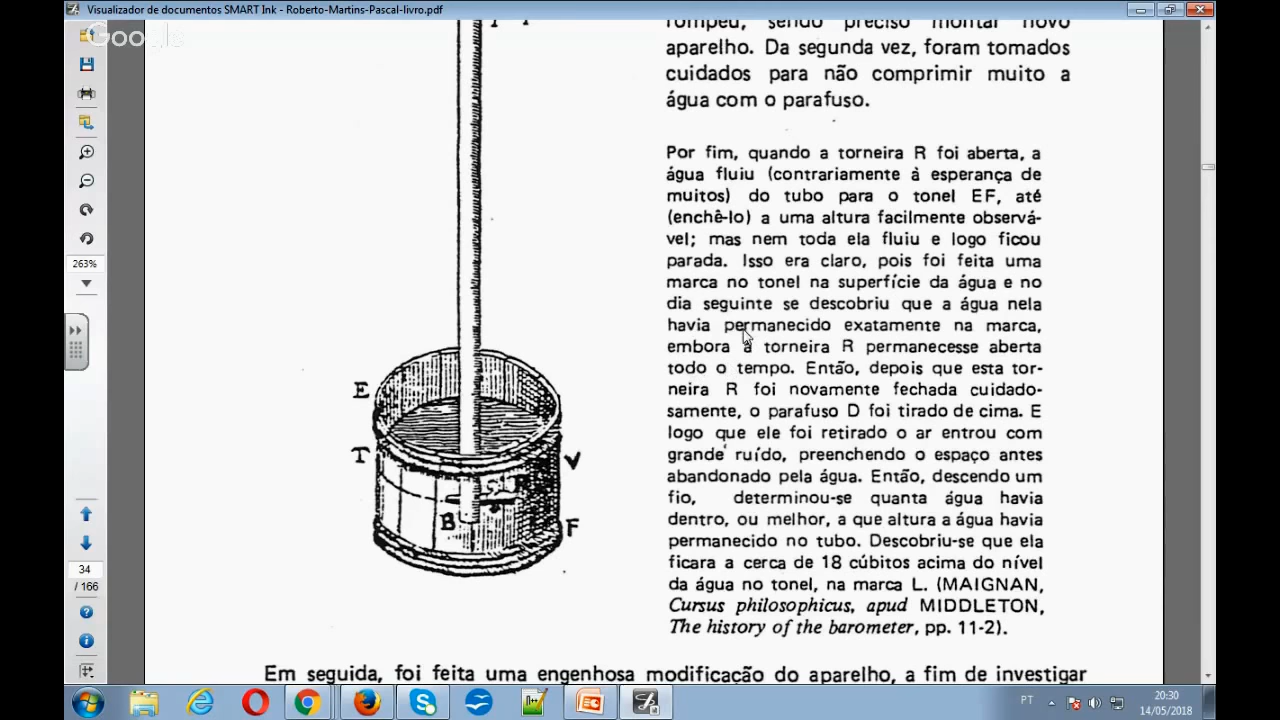 Visualizador de documentos SMART Ink - Roberto-Martins-Pascal-livro.pdf
Google
rompeu, sendo preciso montar novo
aparelho. Da segunda vez, foram tomados
cuidados para não comprimir muito a
água com o parafuso.
Por fim, quando a torneira R foi aberta, a
água fluiu (contrariamente à esperança de
muitos) do tubo para o tonel EF, até
(enchê-lo) a uma altura facilmente observá-
vel; mas nem toda ela fluiu e logo ficou
parada. Isso era claro, pois foi feita uma
marca no tonel na superfície da água e no
dia seguinte se descobriu que a água nela
havia permanecido exatamente na marca,
embora a torneira R permanecesse aberta
todo o tempo. Então, depois que esta tor-
neira R foi novamente fechada cuidado-
samente, o parafuso D foi tirado de cima. E
logo que ele foi retirado o ar entrou com
grande ruído, preenchendo o espaço antes
abandonado pela água. Então, descendo um
fio, determinou-se quanta água havia
dentro, ou melhor, a que altura a água havia
permanecido no tubo. Descobriu-se que ela
ficara a cerca de 18 cúbitos acima do nível
da água no tonel, na marca L. (MAIGNAN,
Cursus philosophicus, apud MIDDLETON,
The history of the barometer, pp. 11-2).
Em seguida, foi feita uma engenhosa modificação do aparelho, a fim de investigar
E
T
V
B
F
263%
34
/ 166
PT
20:30
14/05/2018